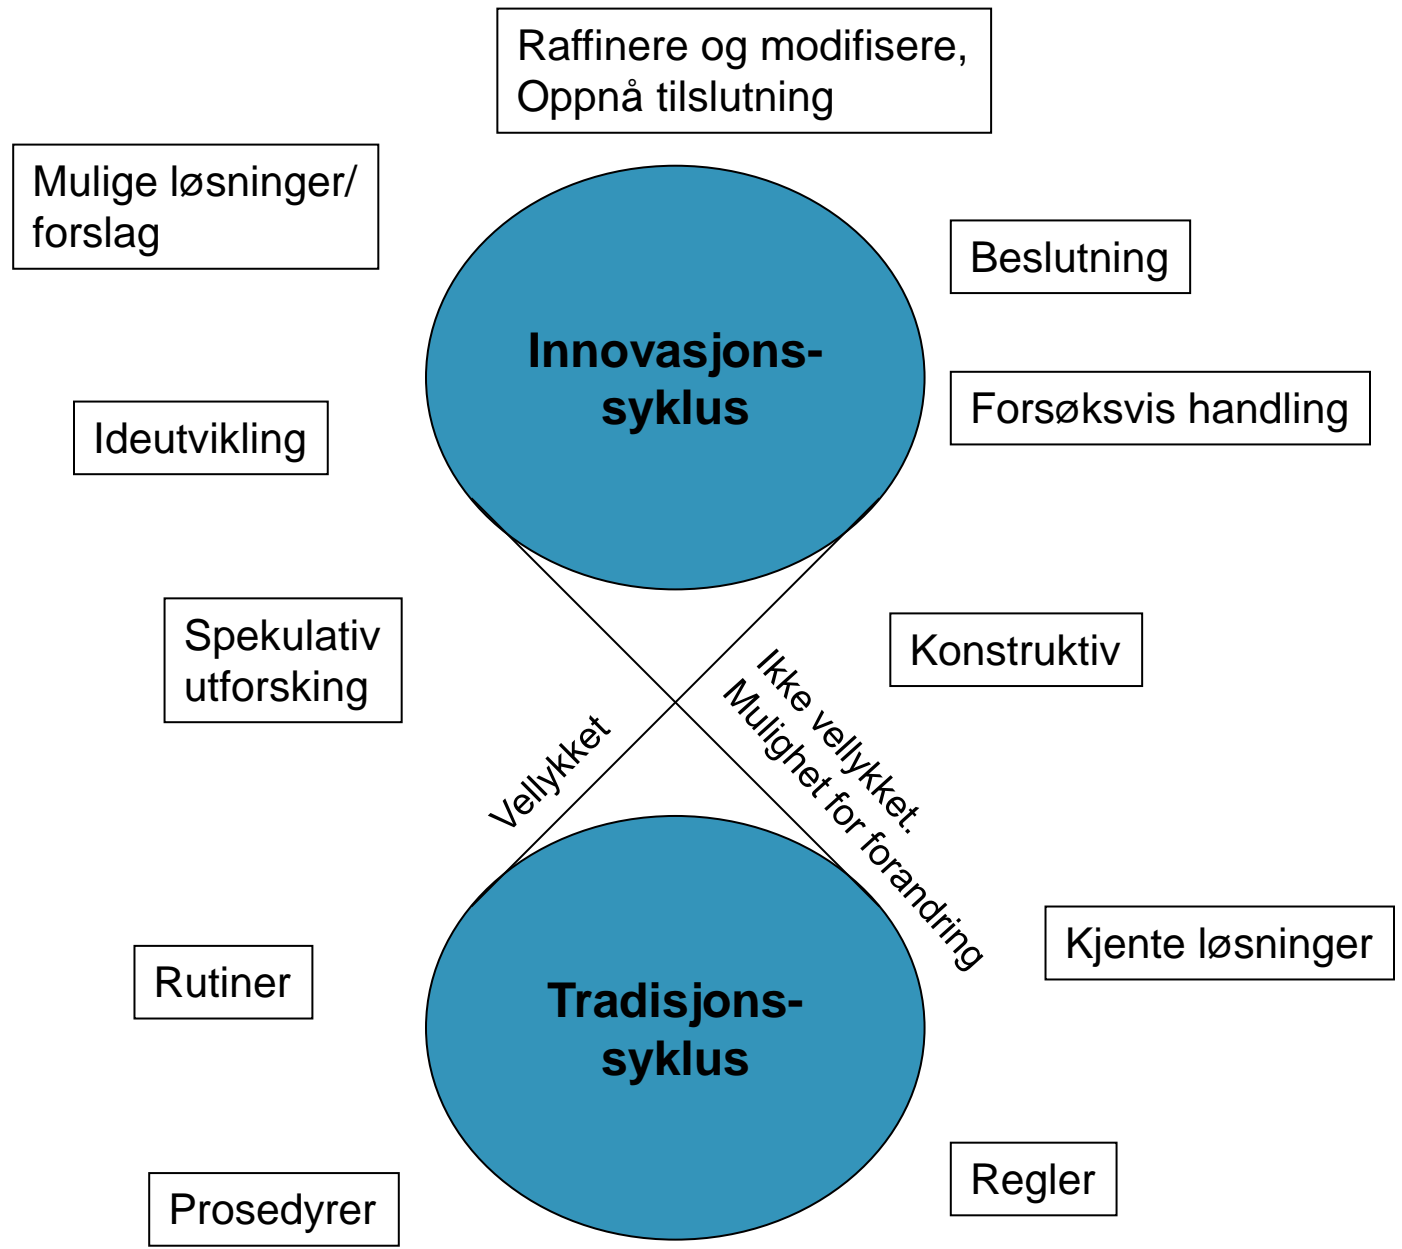 Raffinere og modifisere,
Oppnå tilslutning
Mulige løsninger/
forslag
Beslutning
Innovasjons-
syklus
Forsøksvis handling
Ideutvikling
Spekulativ
utforsking
Konstruktiv
Vellykket
Ikke vellykket.
Mulighet for forandring
Kjente løsninger
Rutiner
Tradisjons-
syklus
Regler
Prosedyrer